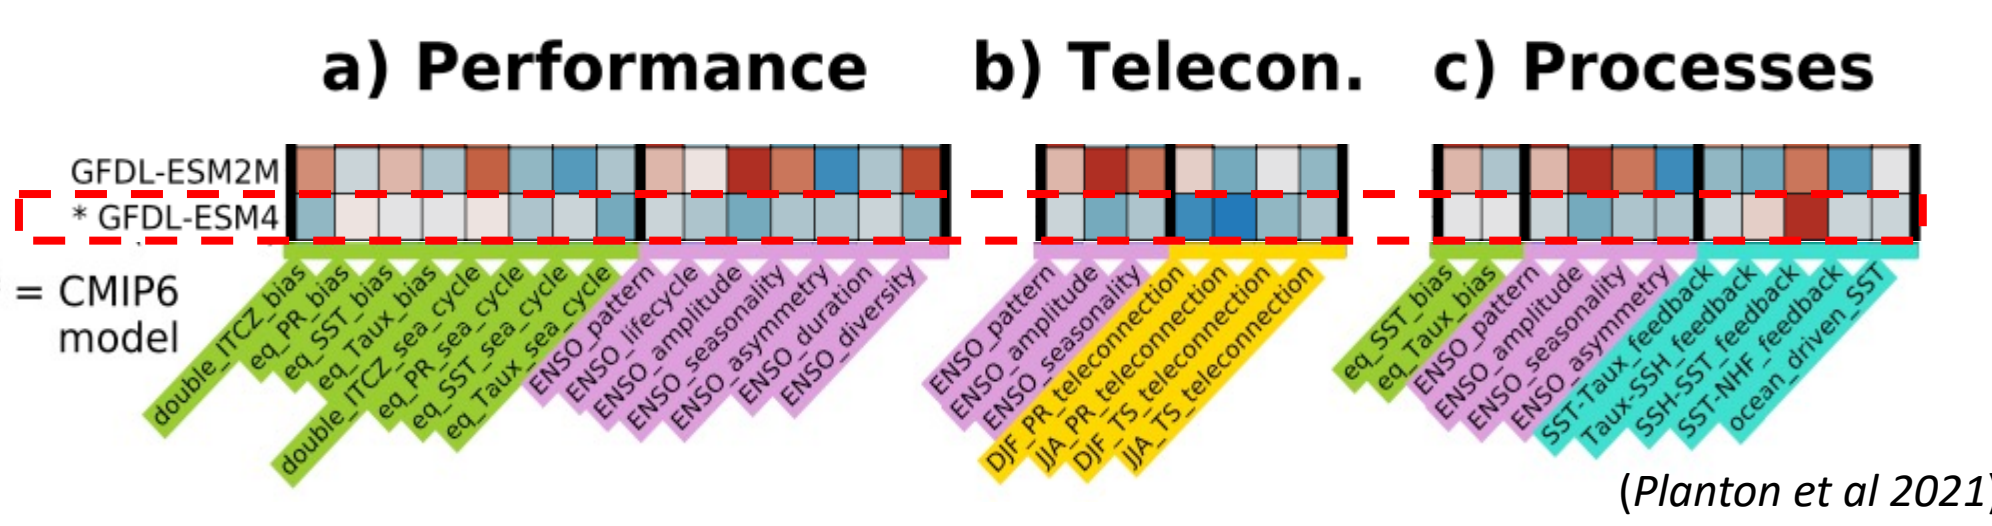 a) Performance
b) Telecon.
c) Processes
GFDL-ESM2M
* GFDL-ESM4
= CMIP6
model
double_ITCZ_bias
eq_PR_bias
eq_SST_bias
eq_Taux_bias
double_ITCZ_sea_cycle
eq_PR_sea_cycle
eq_SST_sea_cycle
eq_Taux_sea_cycle
ENSO_pattern
ENSO_lifecycle
ENSO_amplitude
ENSO_seasonality
ENSO_asymmetry
ENSO_duration
ENSO_diversity
ENSO_pattern
ENSO_amplitude
ENSO_seasonality
DJF_PR_teleconnection
JJA_PR_teleconnection
DJF_TS_teleconnection
JJA_TS_teleconnection
eq_SST_bias
eq_Taux_bias
ENSO_pattern
ENSO_amplitude
ENSO_seasonality
ENSO_asymmetry
SST-Taux_feedback
Taux-SSH_feedback
SSH-SST_feedback
SST-NHF_feedback
ocean_driven_SST
(Planton et al 2021)